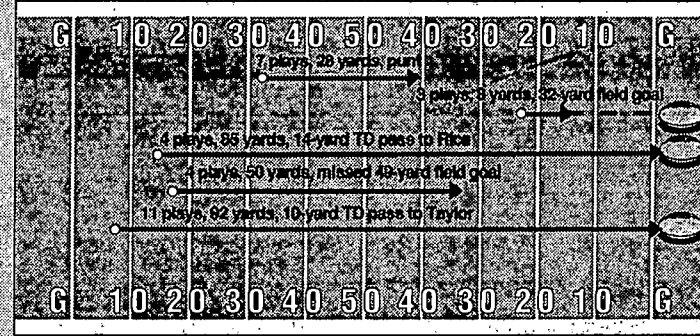 G 10 20 30 40 50 40 30 20 10 G
7 plays, 28 yards, punt
3 plays, 8 yards, 32-yard field goal
4 plays, 85 yards, 14-yard TD pass to Rice
4 plays, 50 yards, missed 49-yard field goal
11 plays, 92 yards, 10-yard TD pass to Taylor
G 10 20 30 40 50 40 30 20 10 G